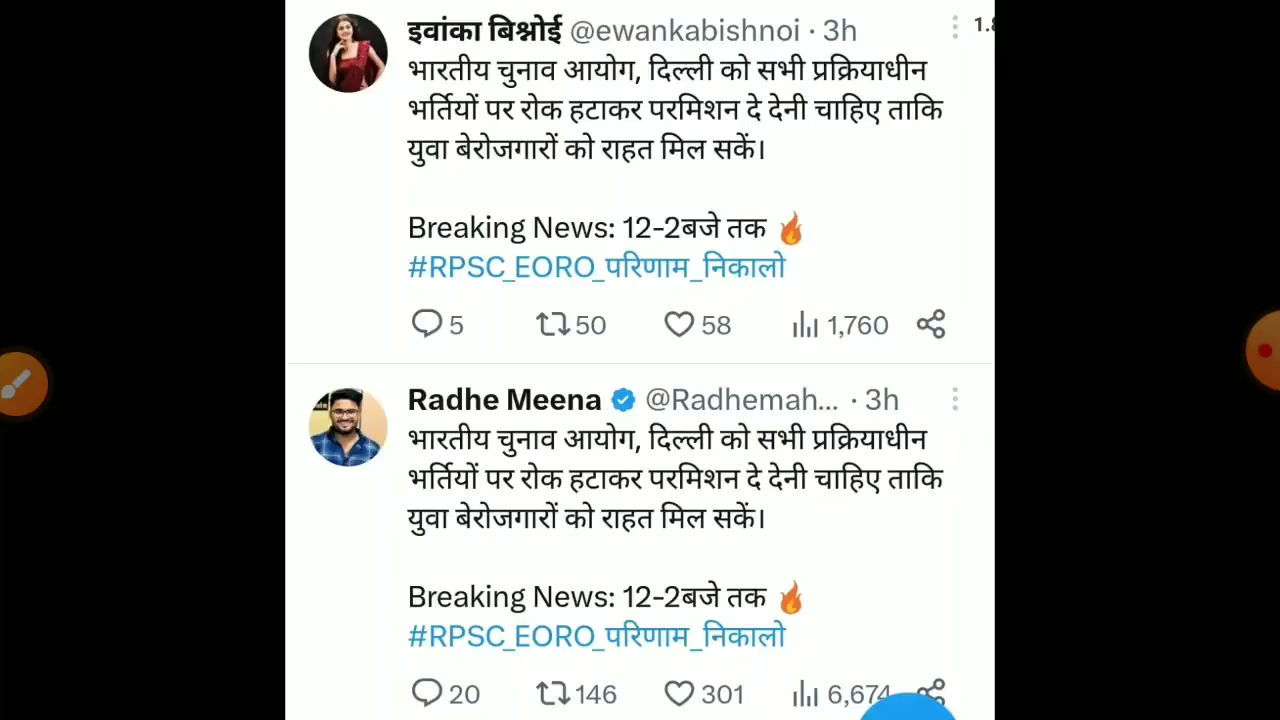 इवांका बिश्नोई @ewankabishnoi · 3h
1.8
भारतीय चुनाव आयोग, दिल्ली को सभी प्रक्रियाधीन
भर्तियों पर रोक हटाकर परमिशन दे देनी चाहिए ताकि
युवा बेरोजगारों को राहत मिल सकें।
Breaking News: 12-2बजे तक 🔥
#RPSC_EORO_परिणाम_निकालो
5 50 58 1,760
Radhe Meena @Radhemah... · 3h
भारतीय चुनाव आयोग, दिल्ली को सभी प्रक्रियाधीन
भर्तियों पर रोक हटाकर परमिशन दे देनी चाहिए ताकि
युवा बेरोजगारों को राहत मिल सकें।
Breaking News: 12-2बजे तक 🔥
#RPSC_EORO_परिणाम_निकालो
20 146 301 6,674